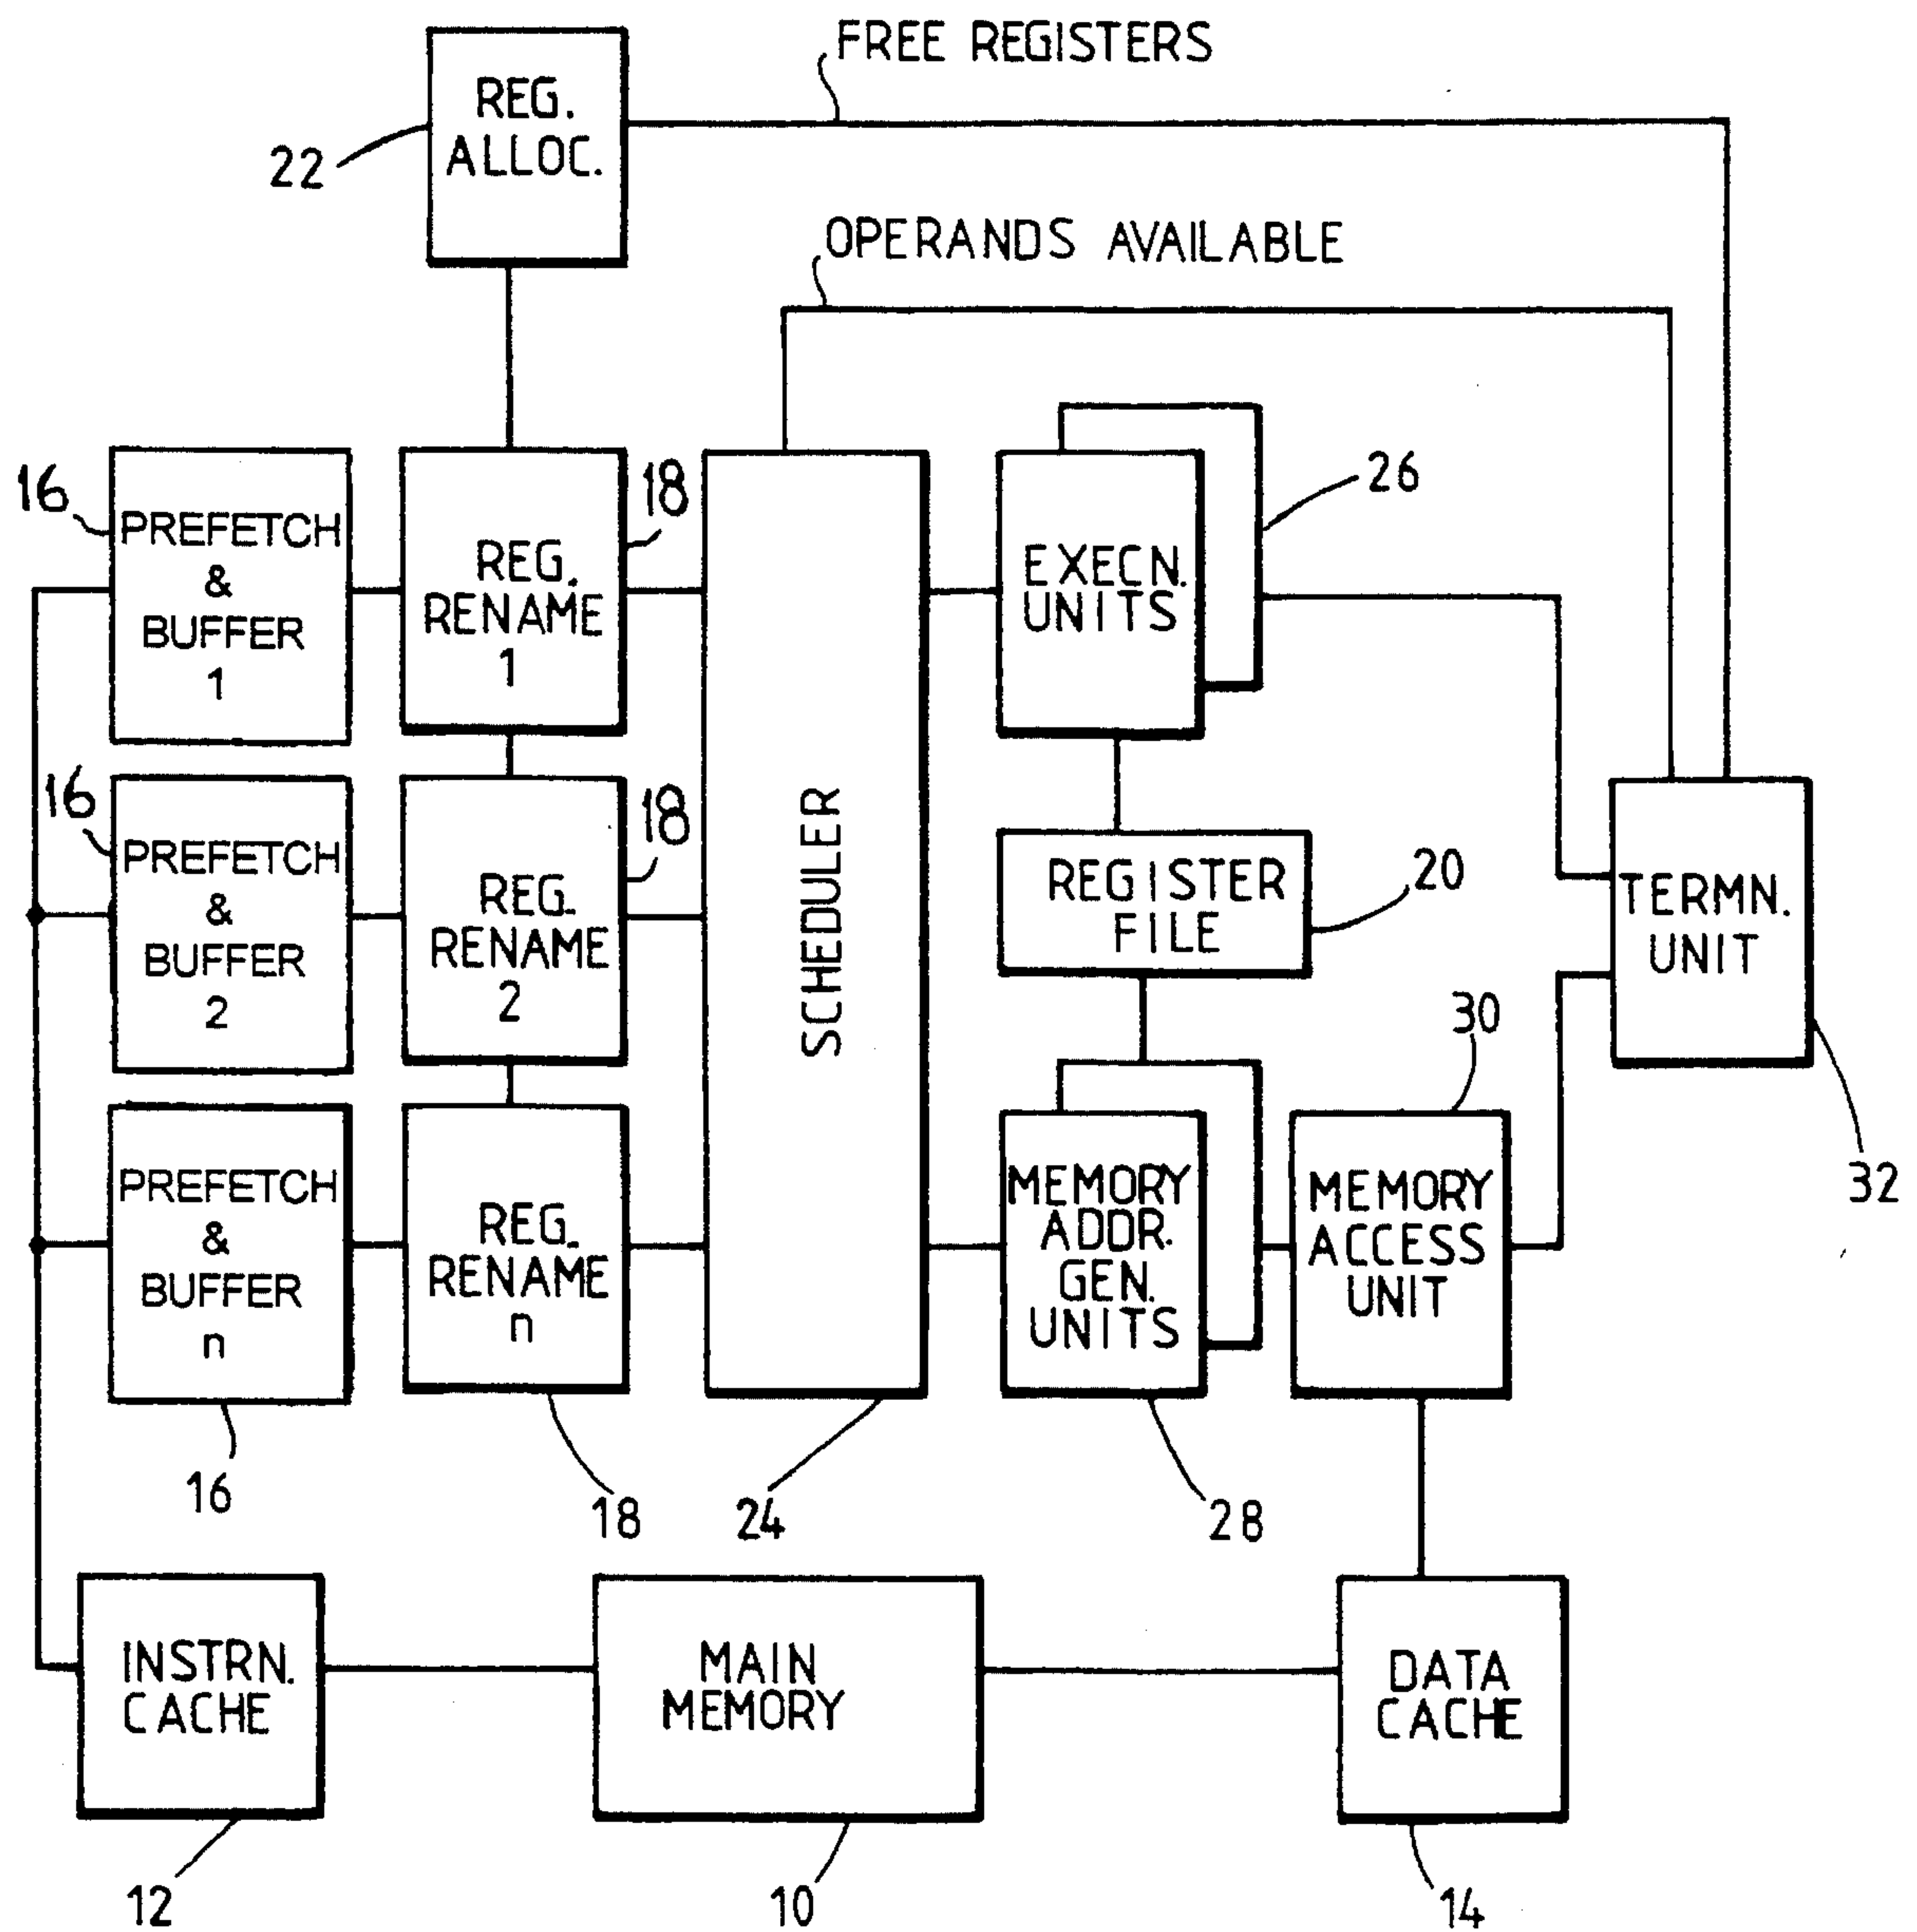 FREE REGISTERS
REG.
ALLOC.
22
OPERANDS AVAILABLE
16
PREFETCH
&
BUFFER
1
REG.
RENAME
1
18
EXECN.
UNITS
26
16
PREFETCH
&
BUFFER
2
REG.
RENAME
2
18
SCHEDULER
REGISTER
FILE
20
TERMN.
UNIT
32
30
PREFETCH
&
BUFFER
n
REG.
RENAME
n
MEMORY
ADDR.
GEN.
UNITS
MEMORY
ACCESS
UNIT
16
18
24
28
INSTRN.
CACHE
MAIN
MEMORY
DATA
CACHE
12
10
14